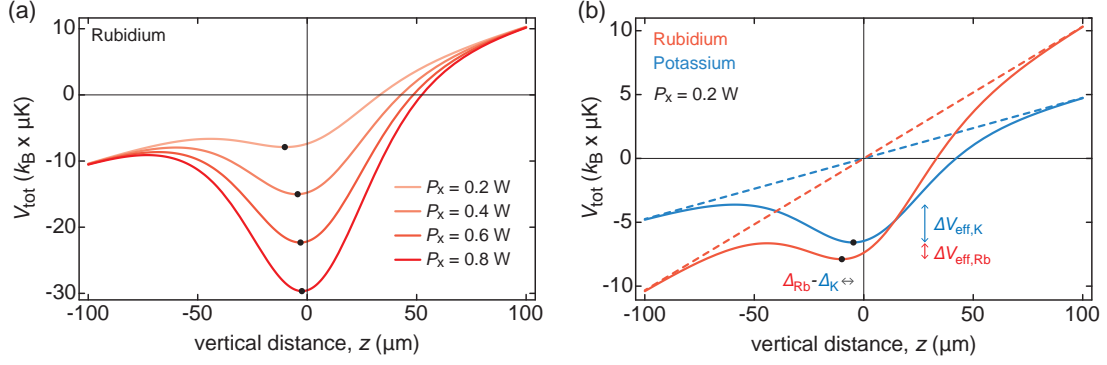 (a)
Rubidium
10
0
-10
-20
-30
V_tot (k_B x µK)
P_x = 0.2 W
P_x = 0.4 W
P_x = 0.6 W
P_x = 0.8 W
-100
-50
0
50
100
vertical distance, z (µm)
(b)
Rubidium
Potassium
P_x = 0.2 W
10
5
0
-5
-10
V_tot (k_B x µK)
ΔV_eff,K
ΔV_eff,Rb
Δ_Rb-Δ_K ↔
-100
-50
0
50
100
vertical distance, z (µm)